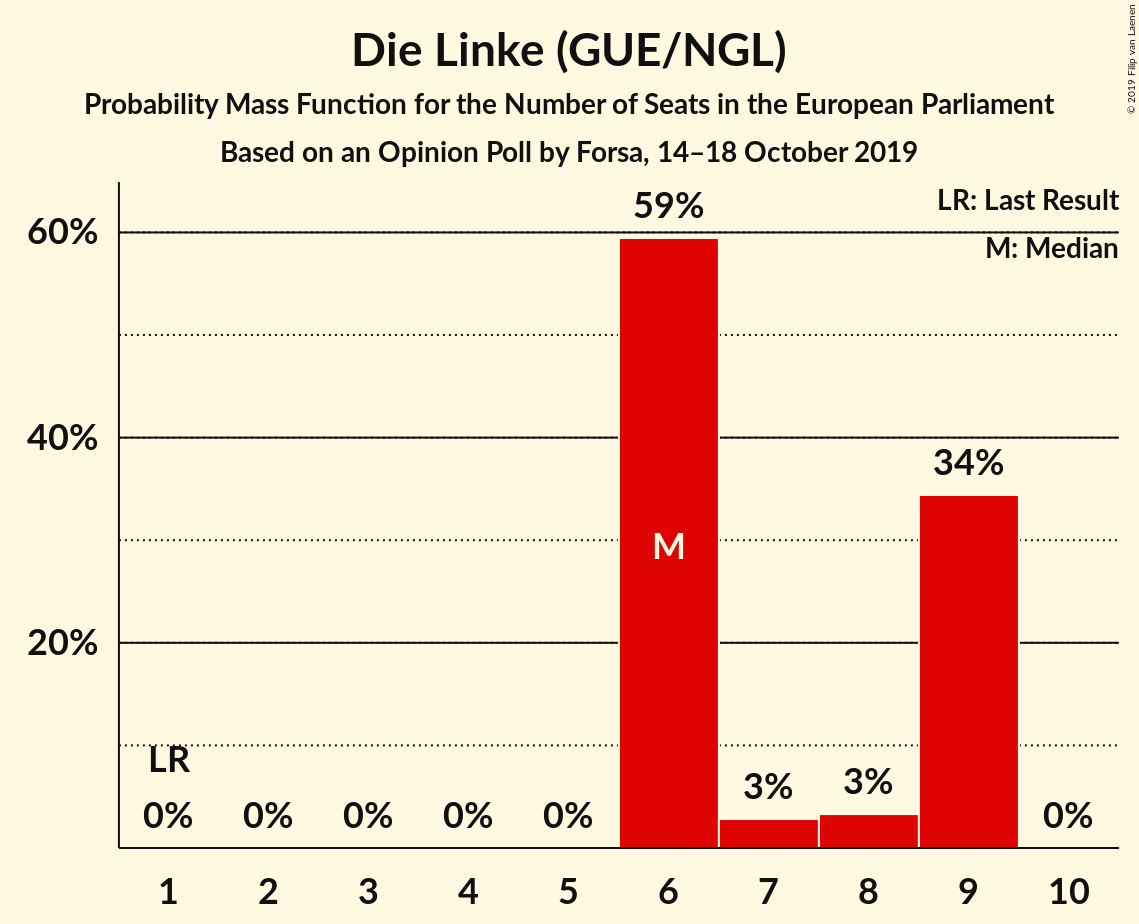 Die Linke (GUE/NGL)
Probability Mass Function for the Number of Seats in the European Parliament
Based on an Opinion Poll by Forsa, 14–18 October 2019
© 2019 Filip van Laenen
LR: Last Result
M: Median
60%
40%
20%
59%
34%
M
LR
0%
0%
0%
0%
0%
3%
3%
0%
1
2
3
4
5
6
7
8
9
10